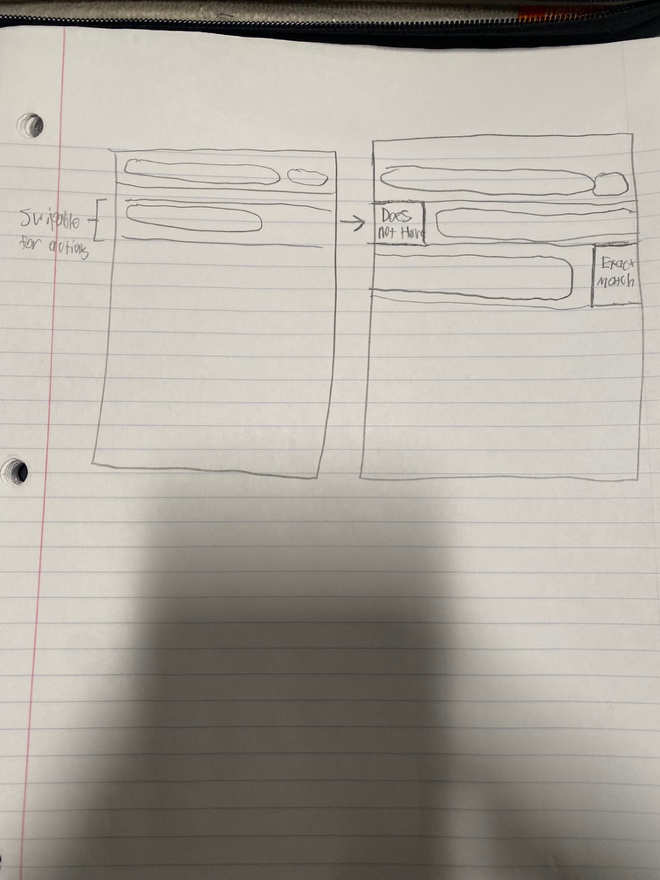 Swipable
for actions
Does
not Have
Exact
Match